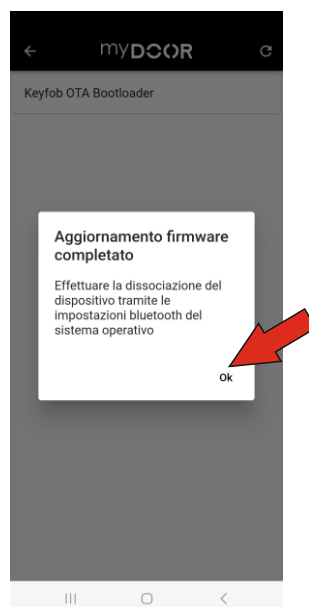 myDOOR
Keyfob OTA Bootloader
Aggiornamento firmware
completato
Effettuare la dissociazione del
dispositivo tramite le
impostazioni bluetooth del
sistema operativo
Ok